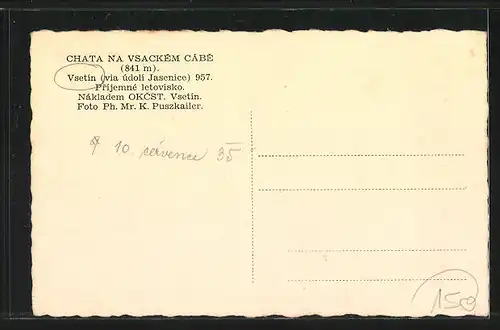 CHATA NA VSACKÉM CÁBĚ
(841 m).
Vsetín (via údolí Jasenice) 957.
Příjemné letovisko.
Nákladem OKČST. Vsetín.
Foto Ph. Mr. K. Puszkailer.
10. července 35
150